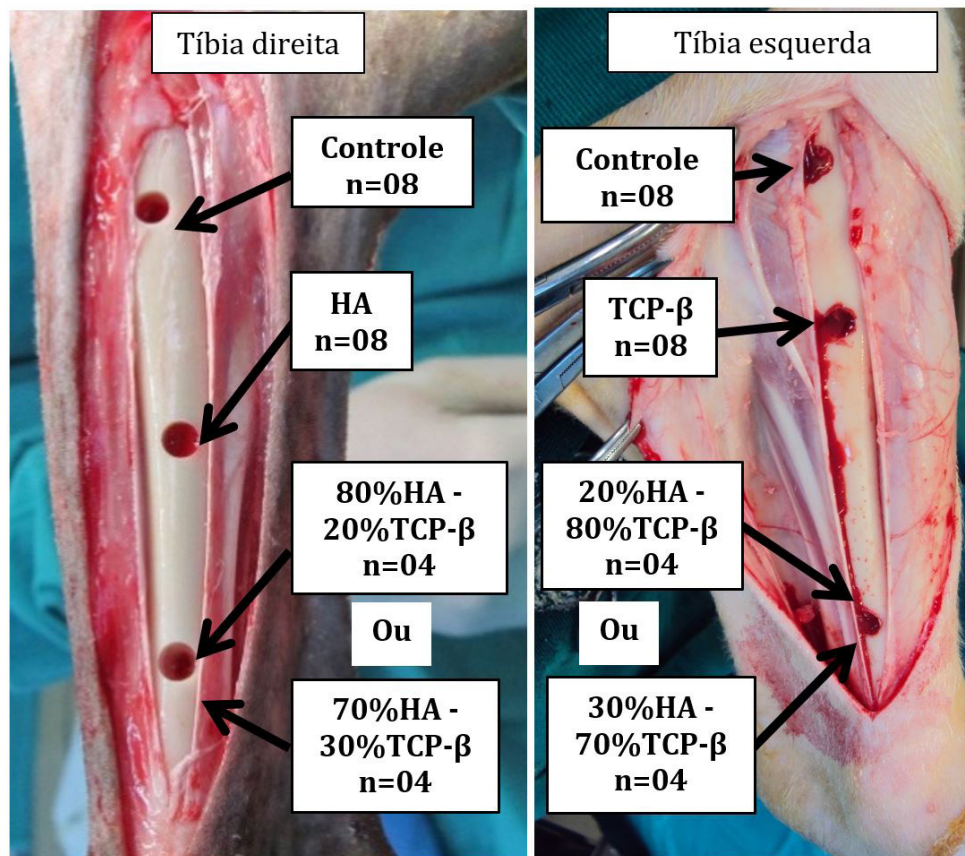 Tíbia direita
Controle
n=08
HA
n=08
80%HA -
20%TCP-β
n=04
Ou
70%HA -
30%TCP-β
n=04
Tíbia esquerda
Controle
n=08
TCP-β
n=08
20%HA -
80%TCP-β
n=04
Ou
30%HA -
70%TCP-β
n=04